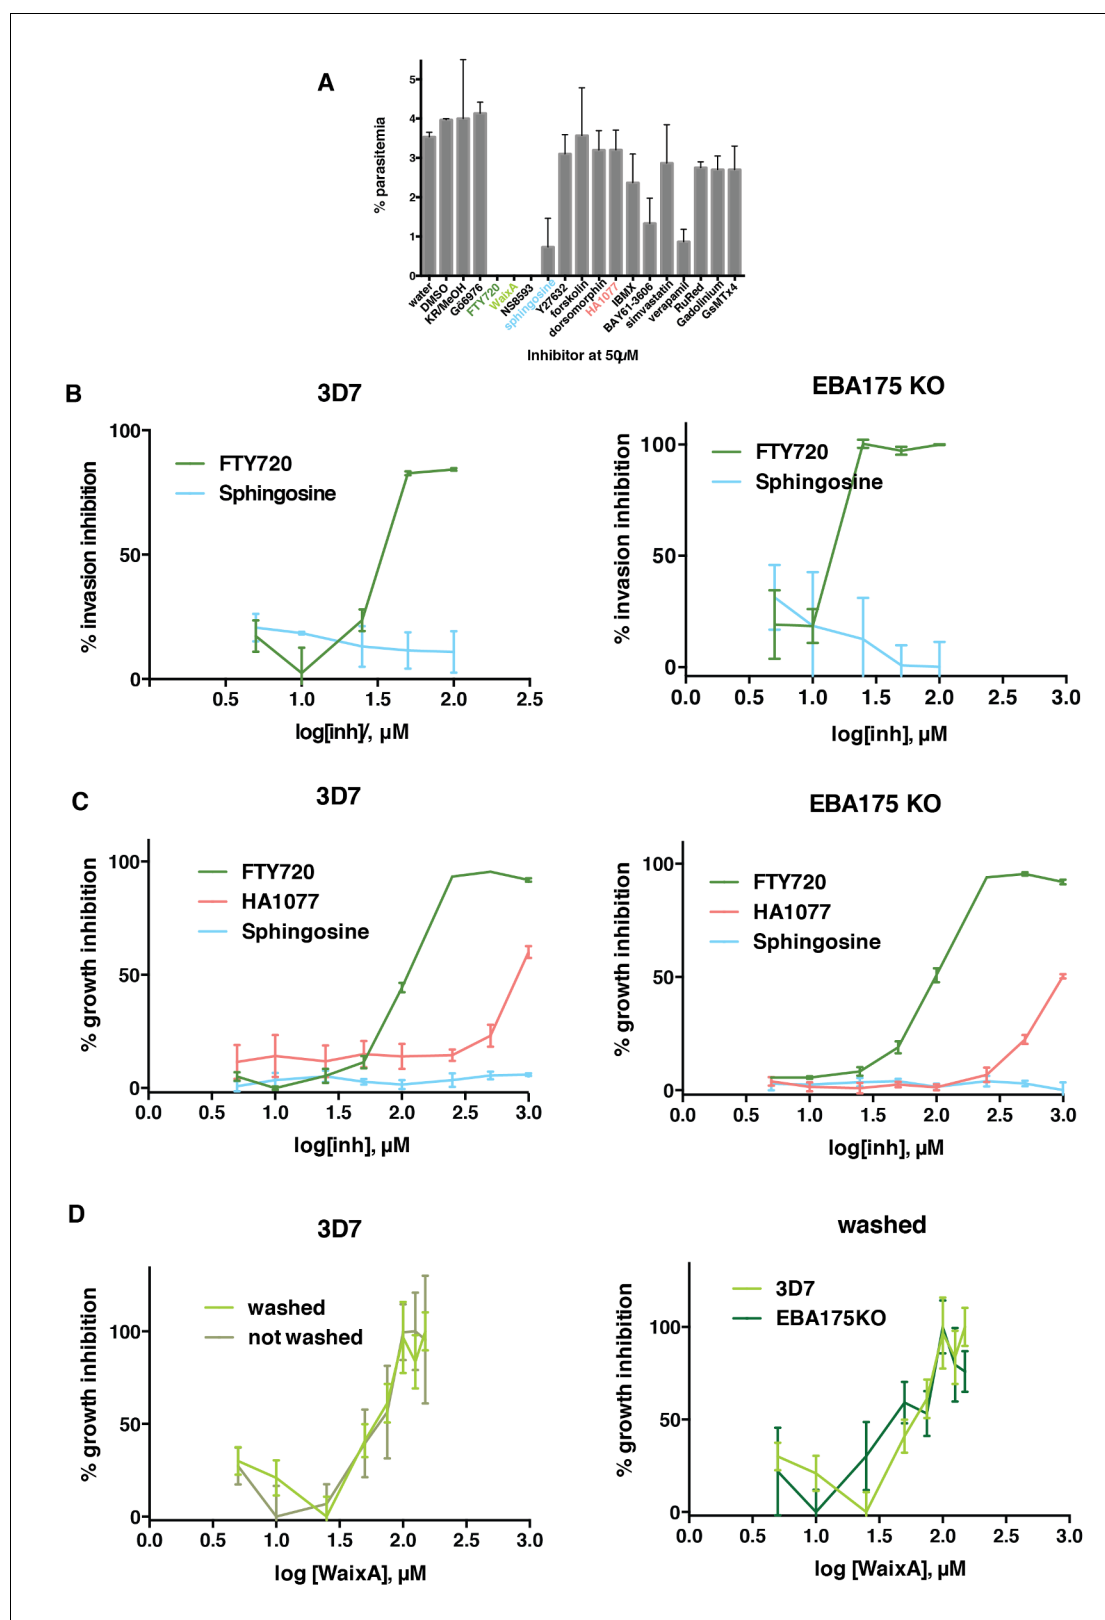 A
% parasitemia
5
4
3
2
1
0
water
DMSO
KR/MeOH
Gö6976
FTY720
WaixA
NS8593
sphingosine
Y27632
forskolin
dorsomorphin
HA1077
IBMX
BAY61-3606
simvastatin
verapamil
RuRed
Gadolinium
GsMTx4
Inhibitor at 50µM
B
3D7
% invasion inhibition
100
50
0
FTY720
Sphingosine
0.5 1.0 1.5 2.0 2.5
log[inh]/, µM
EBA175 KO
% invasion inhibition
100
50
0
FTY720
Sphingosine
0.0 0.5 1.0 1.5 2.0 2.5 3.0
log[inh], µM
C
3D7
% growth inhibition
100
50
0
FTY720
HA1077
Sphingosine
0.0 0.5 1.0 1.5 2.0 2.5 3.0
log[inh], µM
EBA175 KO
% growth inhibition
100
50
0
FTY720
HA1077
Sphingosine
0.0 0.5 1.0 1.5 2.0 2.5 3.0
log[inh], µM
D
3D7
% growth inhibition
100
50
0
washed
not washed
0.0 0.5 1.0 1.5 2.0 2.5 3.0
log [WaixA], µM
washed
% growth inhibition
100
50
0
3D7
EBA175KO
0.0 0.5 1.0 1.5 2.0 2.5 3.0
log [WaixA], µM